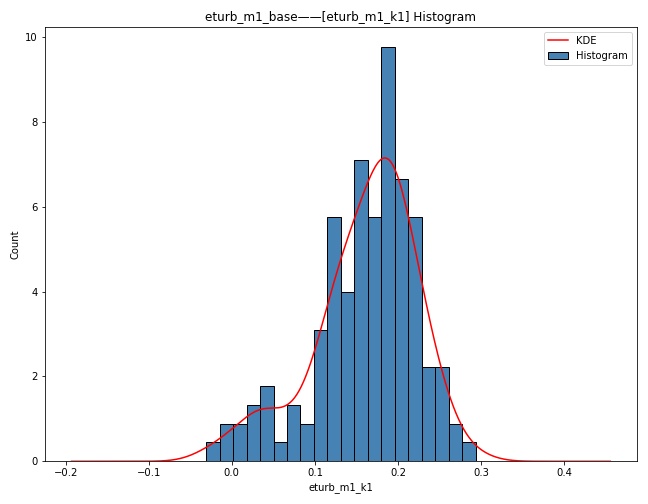 eturb_m1_base——[eturb_m1_k1] Histogram
KDE
Histogram
Count
10
8
6
4
2
0
−0.2 −0.1 0.0 0.1 0.2 0.3 0.4
eturb_m1_k1